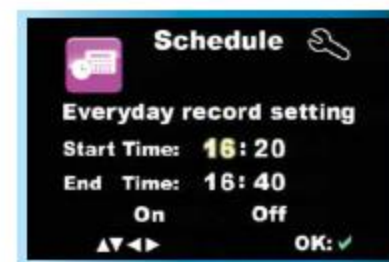 Schedule
Everyday record setting
Start Time: 16:20
End Time: 16:40
On Off
▲▼◄► OK: ✓